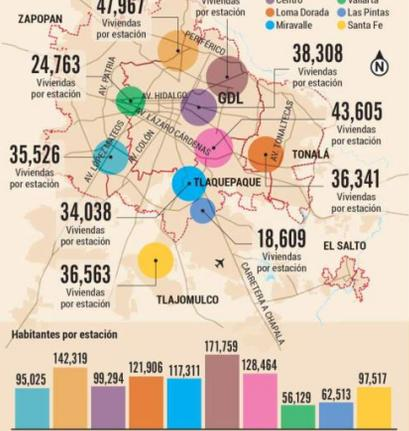 47,967
Viviendas
por estación
Viviendas
por estación
Centro
Vallarta
Loma Dorada
Las Pintas
Miravalle
Santa Fe
ZAPOPAN
PERIFÉRICO
38,308
Viviendas
por estación
N
24,763
Viviendas
por estación
AV. PATRIA
AV. HIDALGO
GDL
AV. LÁZARO CÁRDENAS
AV. TONALTECAS
43,605
Viviendas
por estación
35,526
Viviendas
por estación
AV. LÓPEZ MATEOS
AV. COLÓN
TONALÁ
TLAQUEPAQUE
36,341
Viviendas
por estación
34,038
Viviendas
por estación
18,609
Viviendas
por estación
EL SALTO
36,563
Viviendas
por estación
TLAJOMULCO
CARRETERA A CHAPALA
Habitantes por estación
95,025
142,319
99,294
121,906
117,311
171,759
128,464
56,129
62,513
97,517